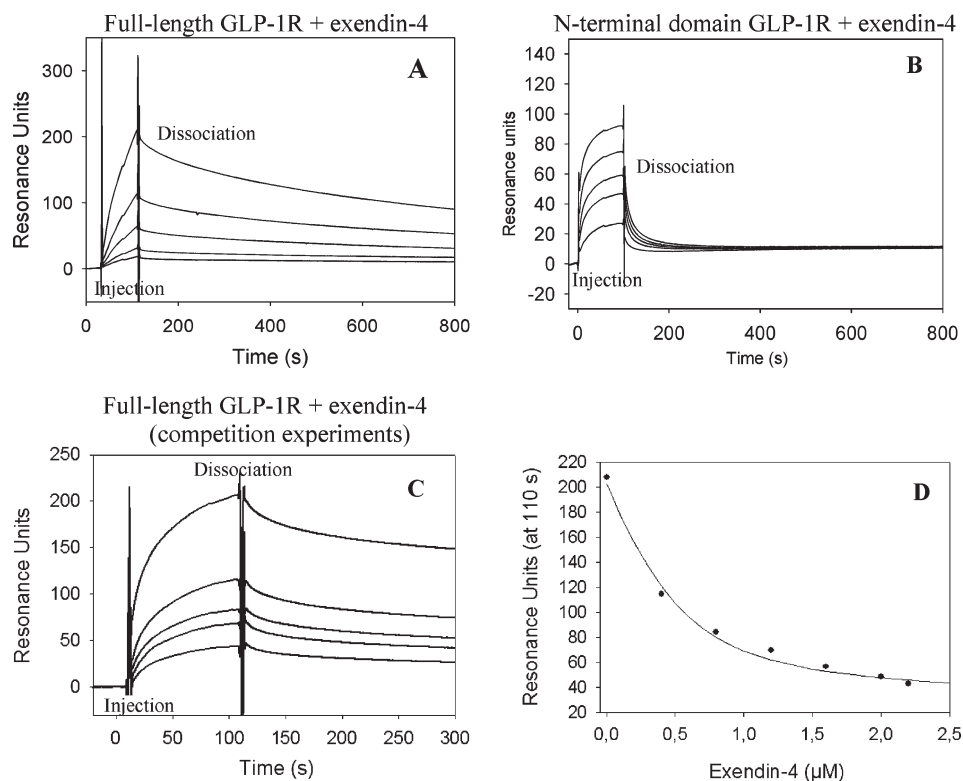 Full-length GLP-1R + exendin-4
A
300
200
100
0
Resonance Units
Dissociation
Injection
0 200 400 600 800
Time (s)
N-terminal domain GLP-1R + exendin-4
B
140
120
100
80
60
40
20
0
-20
Resonance units
Dissociation
Injection
0 200 400 600 800
Time (s)
Full-length GLP-1R + exendin-4
(competition experiments)
C
250
200
150
100
50
0
Resonance Units
Dissociation
Injection
0 50 100 150 200 250 300
Time (s)
D
220
200
180
160
140
120
100
80
60
40
20
Resonance Units (at 110 s)
0,0 0,5 1,0 1,5 2,0 2,5
Exendin-4 (µM)